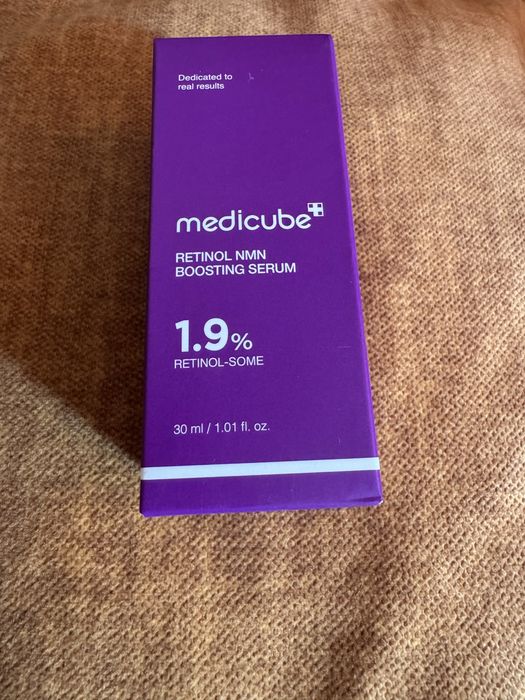 Dedicated to
real results
medicube
RETINOL NMN
BOOSTING SERUM
1.9%
RETINOL-SOME
30 ml / 1.01 fl. oz.